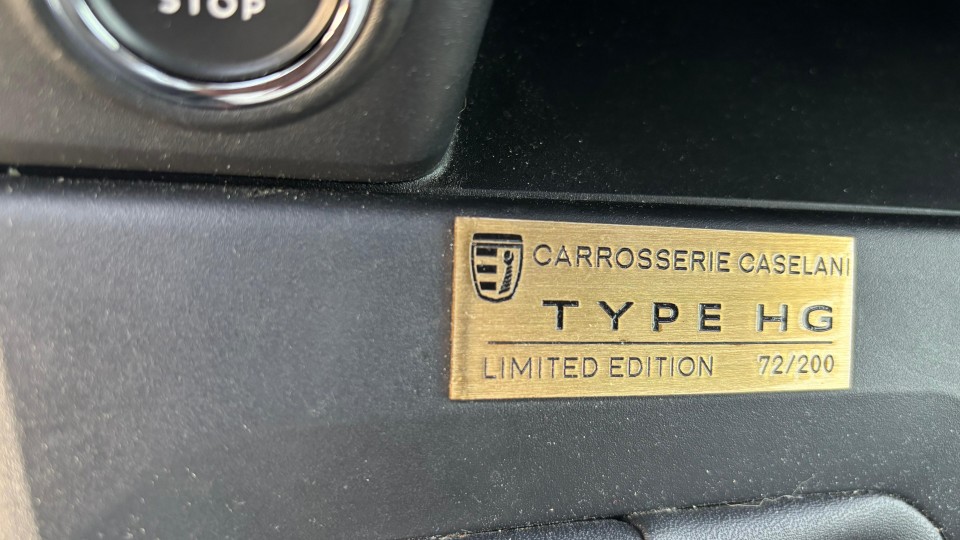 STOP
CARROSSERIE CASELANI
TYPE HG
LIMITED EDITION 72/200